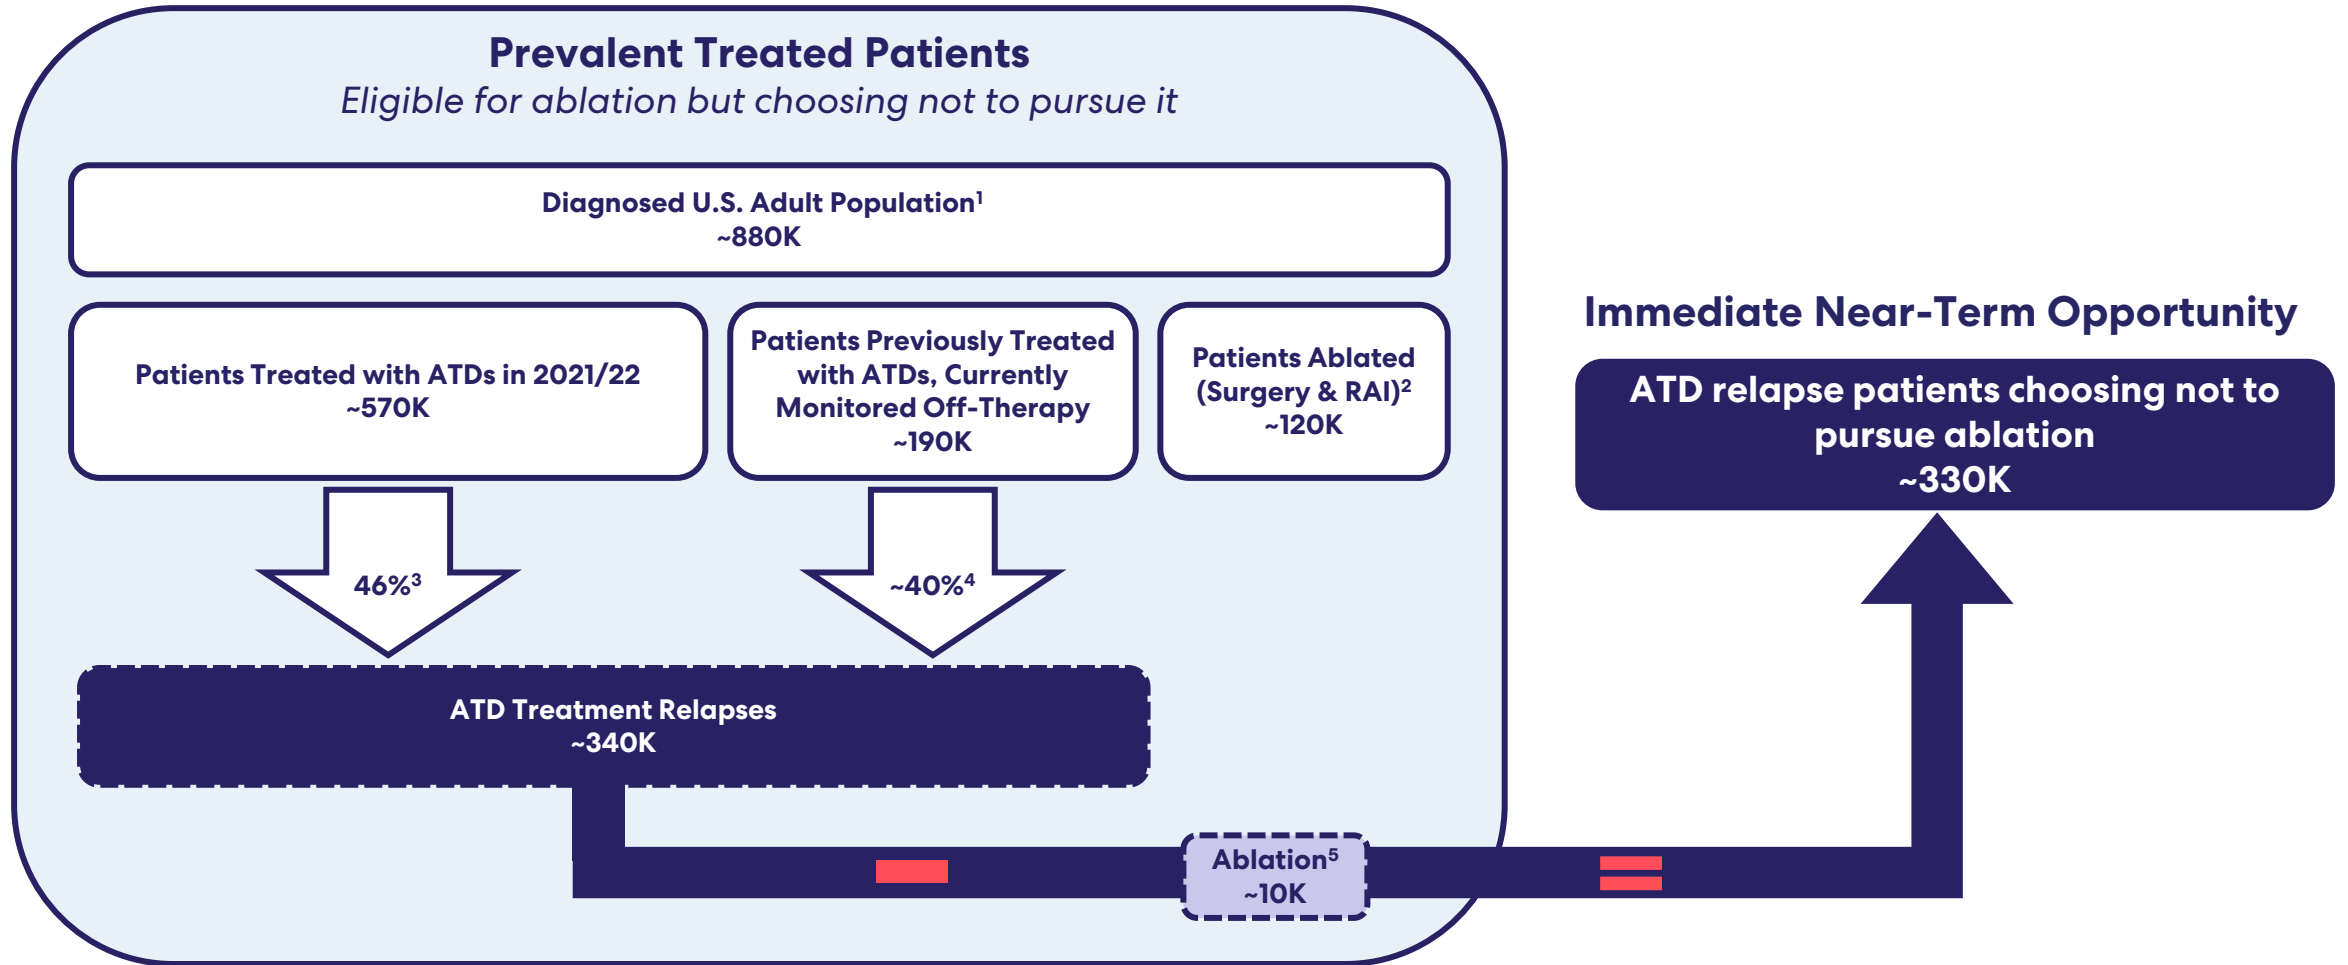 Prevalent Treated Patients
Eligible for ablation but choosing not to pursue it
Diagnosed U.S. Adult Population¹
~880K
Patients Treated with ATDs in 2021/22
~570K
Patients Previously Treated
with ATDs, Currently
Monitored Off-Therapy
~190K
Patients Ablated
(Surgery & RAI)²
~120K
46%³
~40%⁴
ATD Treatment Relapses
~340K
Ablation⁵
~10K
Immediate Near-Term Opportunity
ATD relapse patients choosing not to
pursue ablation
~330K